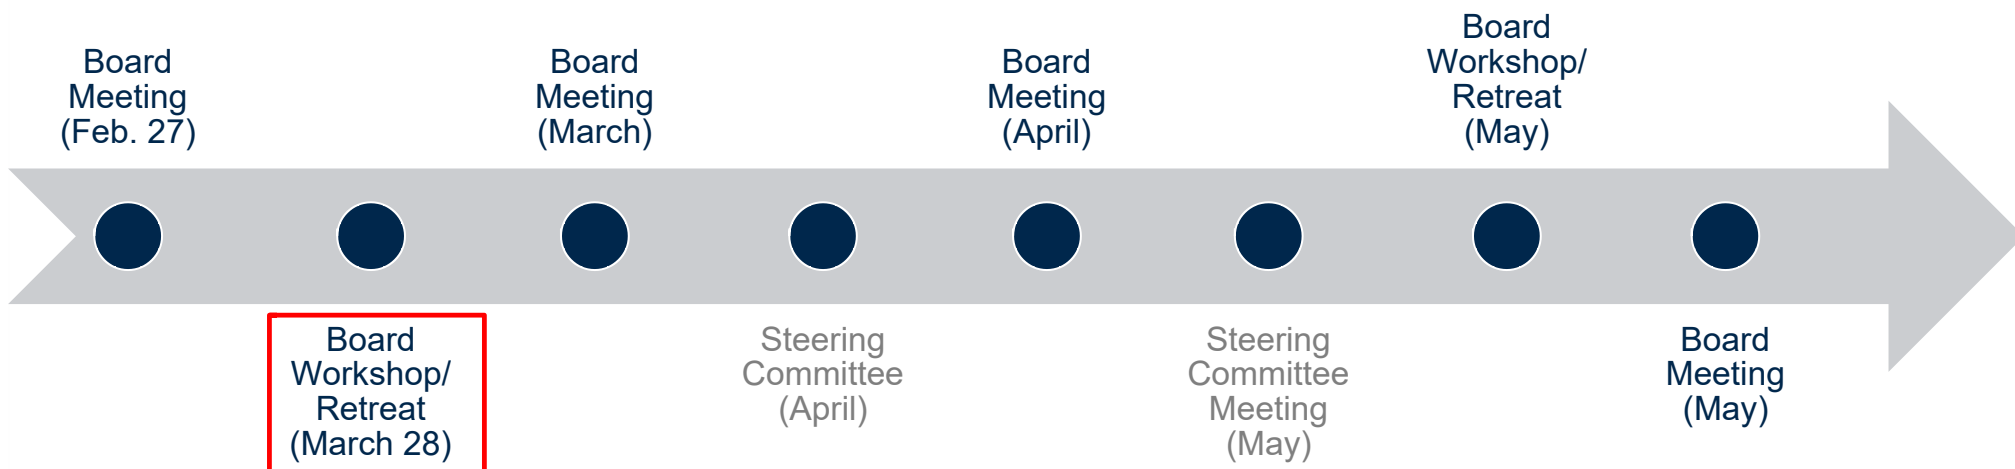 Board
Meeting
(Feb. 27)
Board
Workshop/
Retreat
(March 28)
Board
Meeting
(March)
Steering
Committee
(April)
Board
Meeting
(April)
Steering
Committee
Meeting
(May)
Board
Workshop/
Retreat
(May)
Board
Meeting
(May)